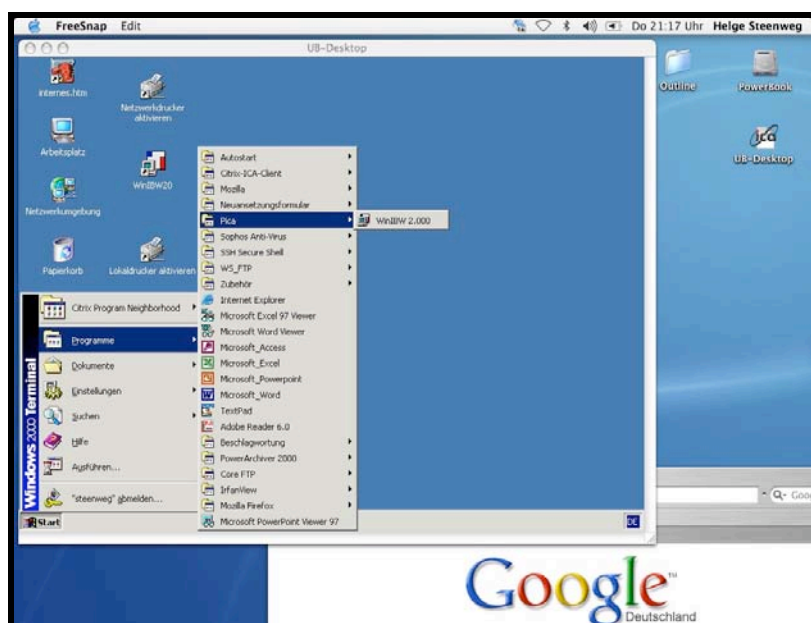 FreeSnap Edit
Do 21:17 Uhr Helge Steenweg
UB-Desktop
internes.htm
Netzwerkdrucker
aktivieren
Arbeitsplatz
WinIBW20
Netzwerkumgebung
Papierkorb
Lokaldrucker aktivieren
Outline
PowerBook
ica
UB-Desktop
Autostart
Citrix-ICA-Client
Mozilla
Neuansetzungsformular
Pica
WinIBW 2.000
Sophos Anti-Virus
SSH Secure Shell
WS_FTP
Zubehör
Internet Explorer
Microsoft Excel 97 Viewer
Microsoft Word Viewer
Microsoft_Access
Microsoft_Excel
Microsoft_Powerpoint
Microsoft_Word
TextPad
Adobe Reader 6.0
Beschlagwortung
PowerArchiver 2000
Core FTP
IrfanView
Mozilla Firefox
Microsoft PowerPoint Viewer 97
Citrix Program Neighborhood
Programme
Dokumente
Einstellungen
Suchen
Hilfe
Ausführen...
"steenweg" abmelden...
Windows 2000 Terminal
Start
DE
Goo
Google™
Deutschland